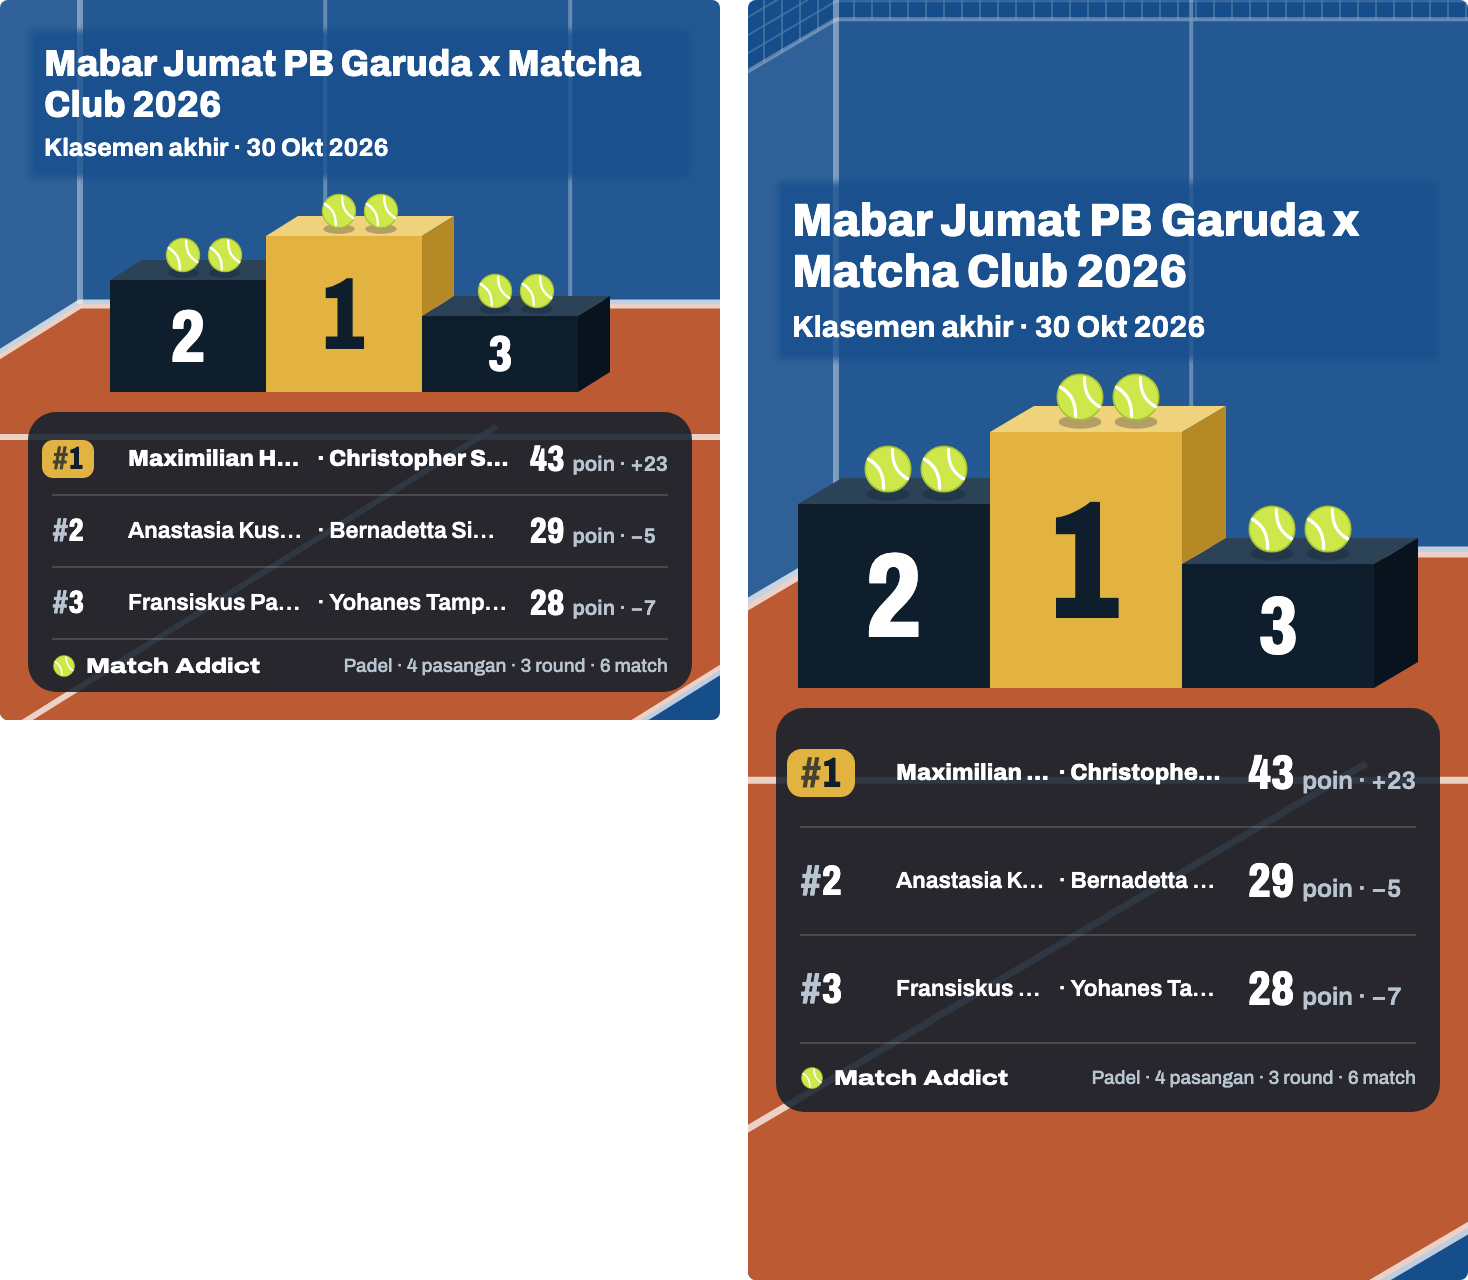 Mabar Jumat PB Garuda x Matcha
Club 2026
Klasemen akhir · 30 Okt 2026
2
1
3
#1 Maximilian H... · Christopher S... 43 poin · +23
#2 Anastasia Kus... · Bernadetta Si... 29 poin · −5
#3 Fransiskus Pa... · Yohanes Tamp... 28 poin · −7
Match Addict Padel · 4 pasangan · 3 round · 6 match
Mabar Jumat PB Garuda x
Matcha Club 2026
Klasemen akhir · 30 Okt 2026
2
1
3
#1 Maximilian ... · Christophe... 43 poin · +23
#2 Anastasia K... · Bernadetta ... 29 poin · −5
#3 Fransiskus ... · Yohanes Ta... 28 poin · −7
Match Addict Padel · 4 pasangan · 3 round · 6 match